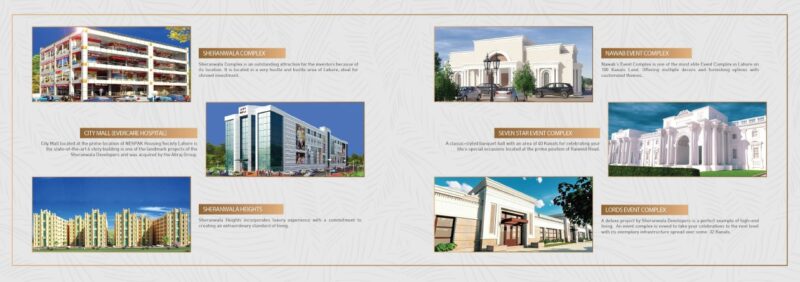 SHERANWALA COMPLEX
Sheranwala Complex is an outstanding attraction for the investors because of
its location. It is located in a very hustle and bustle area of Lahore, ideal for
shrewd investment.
CITY MALL (EVERCARE HOSPITAL)
City Mall located at the prime location of NESPAK Housing Society Lahore is
the state-of-the-art 6 story building is one of the landmark projects of the
Sheranwala Developers and was acquired by the Abraj Group.
SHERANWALA HEIGHTS
Sheranwala Heights incorporates luxury experience with a commitment to
creating an extraordinary standard of living.
NAWAB EVENT COMPLEX
Nawab's Event Complex is one of the most elite Event Complex in Lahore on
100 Kanals Land. Offering multiple decors and furnishing options with
customized themes.
SEVEN STAR EVENT COMPLEX
A classic-styled banquet hall with an area of 40 Kanals for celebrating your
life's special occasions located at the prime position of Raiwind Road.
LORDS EVENT COMPLEX
A deluxe project by Sheranwala Developers is a perfect example of high-end
living. An event complex is owned to take your celebrations to the next level
with its exemplary infrastructure spread over some 32 Kanals.